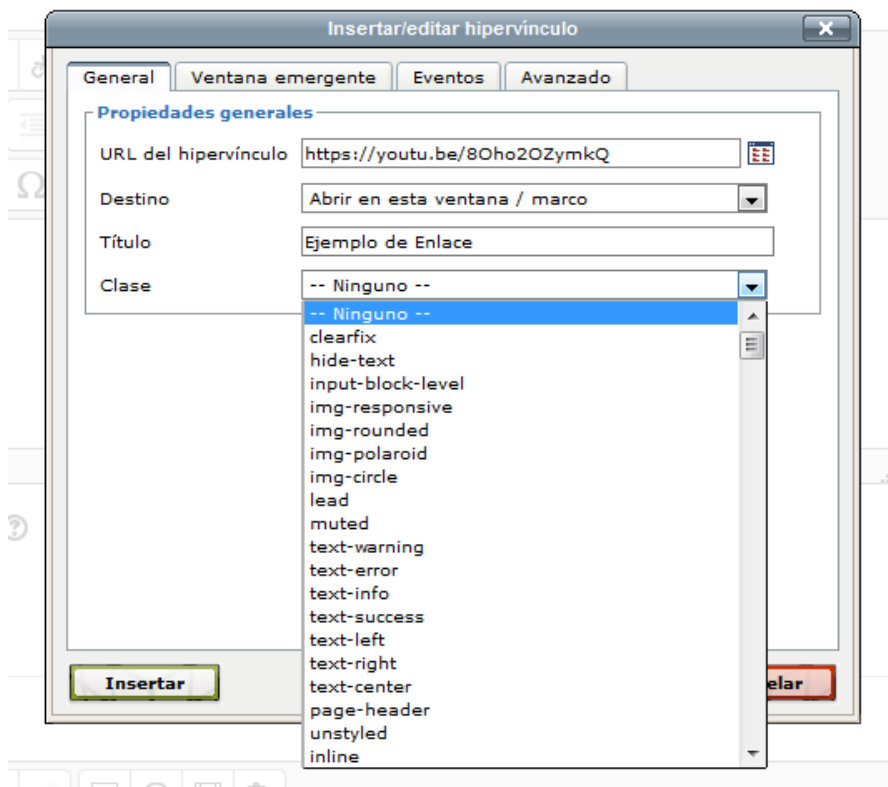 Insertar/editar hipervínculo
General Ventana emergente Eventos Avanzado
Propiedades generales
URL del hipervínculo https://youtu.be/8Oho2OZymkQ
Destino Abrir en esta ventana / marco
Título Ejemplo de Enlace
Clase -- Ninguno --
-- Ninguno --
clearfix
hide-text
input-block-level
img-responsive
img-rounded
img-polaroid
img-circle
lead
muted
text-warning
text-error
text-info
text-success
text-left
text-right
text-center
page-header
unstyled
inline
Insertar elar